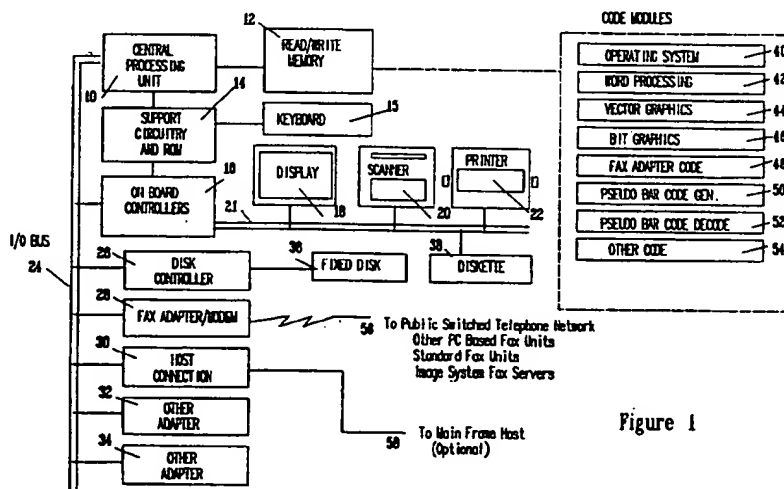 CODE MODULES
12
CENTRAL
PROCESSING
UNIT
READ/WRITE
MEMORY
10
14
SUPPORT
CIRCUITRY
AND ROM
KEYBOARD
15
ON BOARD
CONTROLLERS
16
DISPLAY
18
SCANNER
20
PRINTER
22
21
I/O BUS
24
26
DISK
CONTROLLER
36
FIXED DISK
38
DISKETTE
28
FAX ADAPTER/MODEM
56
To Public Switched Telephone Network
Other PC Based Fax Units
Standard Fax Units
Image System Fax Servers
30
HOST
CONNECTION
32
OTHER
ADAPTER
58
To Main Frame Host
(Optional)
34
OTHER
ADAPTER
OPERATING SYSTEM
40
WORD PROCESSING
42
VECTOR GRAPHICS
44
BIT GRAPHICS
46
FAX ADAPTER CODE
48
PSEUDO BAR CODE GEN.
50
PSEUDO BAR CODE DECODE
52
OTHER CODE
54
Figure 1